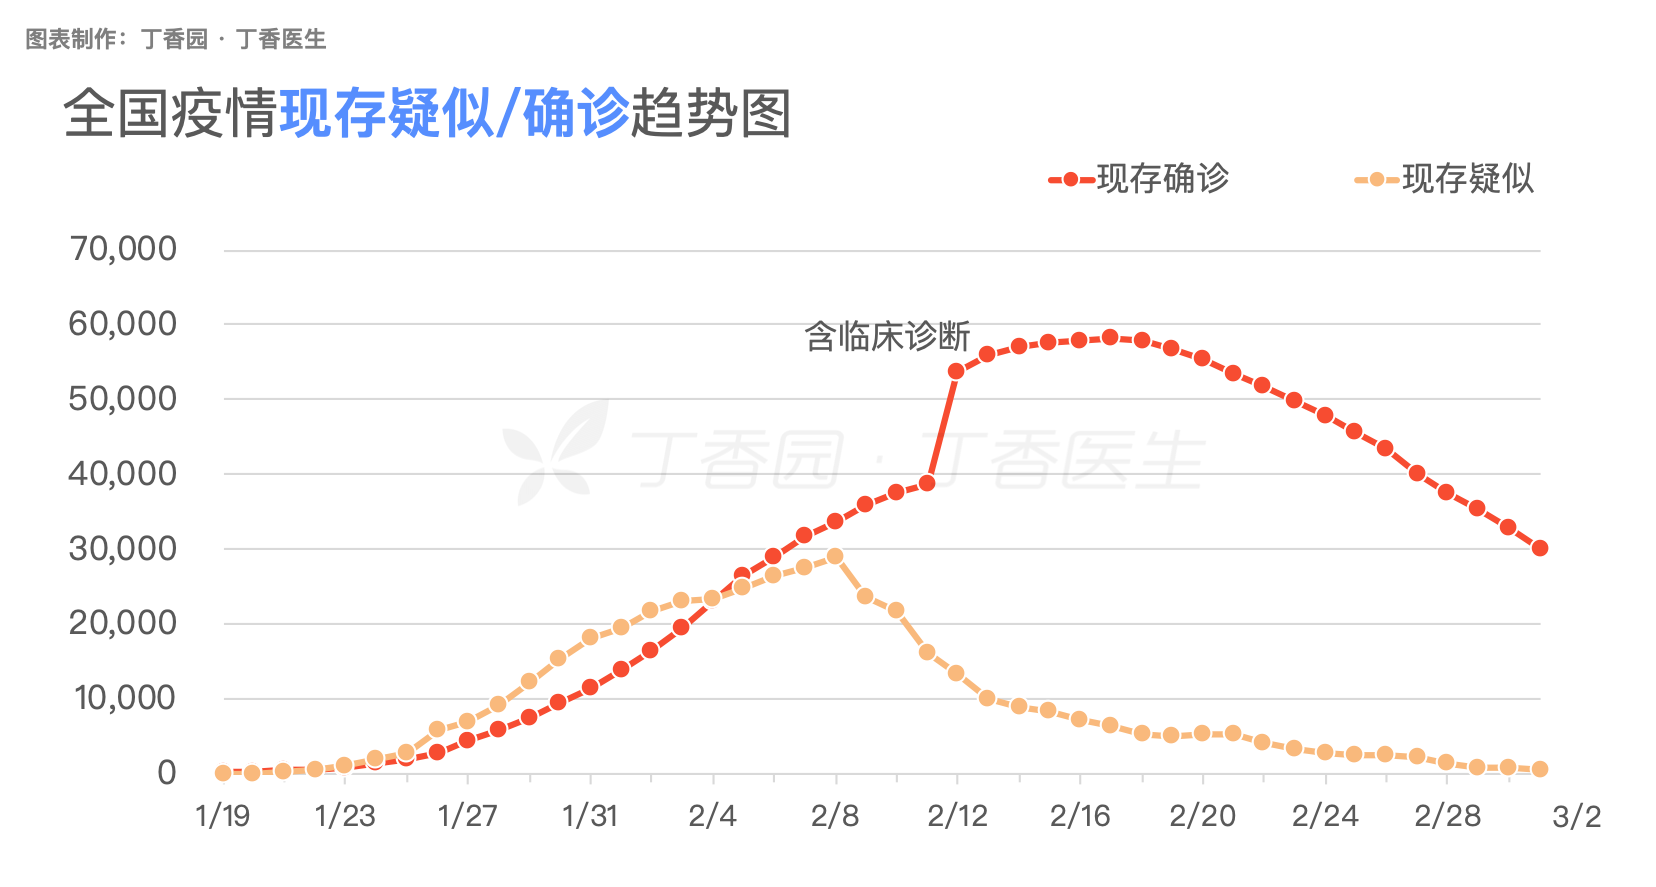 图表制作：丁香园 · 丁香医生
全国疫情现存疑似/确诊趋势图
现存确诊 现存疑似
70,000
60,000
含临床诊断
50,000
丁香园 · 丁香医生
40,000
30,000
20,000
10,000
0
1/19 1/23 1/27 1/31 2/4 2/8 2/12 2/16 2/20 2/24 2/28 3/2